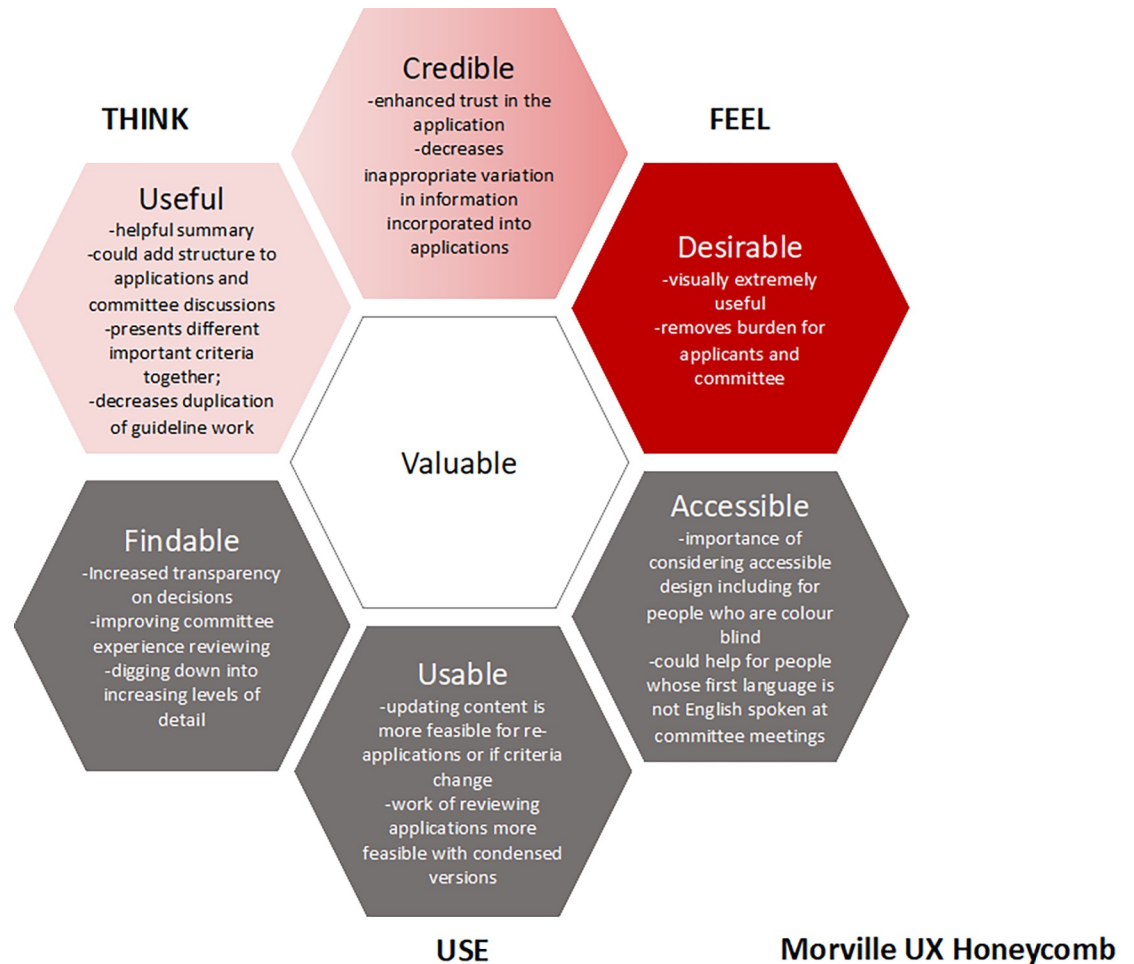 THINK
FEEL
Credible
-enhanced trust in the
application
-decreases
inappropriate variation
in information
incorporated into
applications
Useful
-helpful summary
-could add structure to
applications and
committee discussions
-presents different
important criteria
together;
-decreases duplication
of guideline work
Desirable
-visually extremely
useful
-removes burden for
applicants and
committee
Valuable
Findable
-Increased transparency
on decisions
-improving committee
experience reviewing
-digging down into
increasing levels of
detail
Accessible
-importance of
considering accessible
design including for
people who are colour
blind
-could help for people
whose first language is
not English spoken at
committee meetings
Usable
-updating content is
more feasible for re-
applications or if criteria
change
-work of reviewing
applications more
feasible with condensed
versions
USE
Morville UX Honeycomb